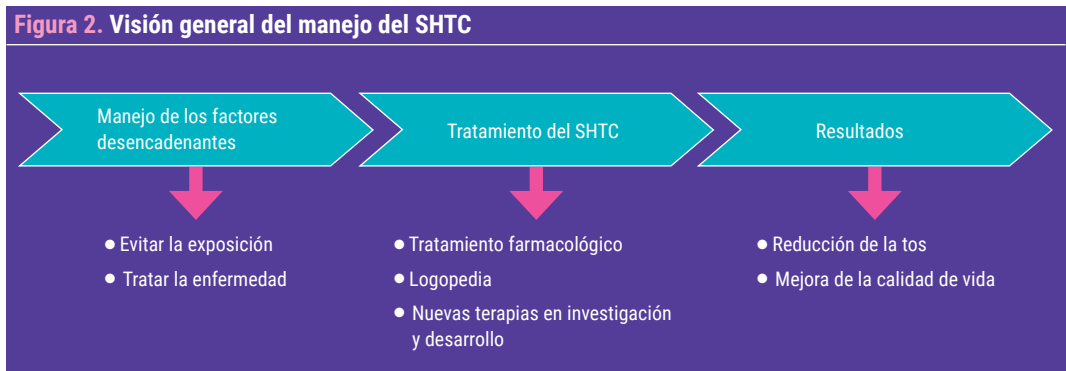 Figura 2. Visión general del manejo del SHTC
Manejo de los factores
desencadenantes
Tratamiento del SHTC
Resultados
● Evitar la exposición
● Tratar la enfermedad
● Tratamiento farmacológico
● Logopedia
● Nuevas terapias en investigación
y desarrollo
● Reducción de la tos
● Mejora de la calidad de vida